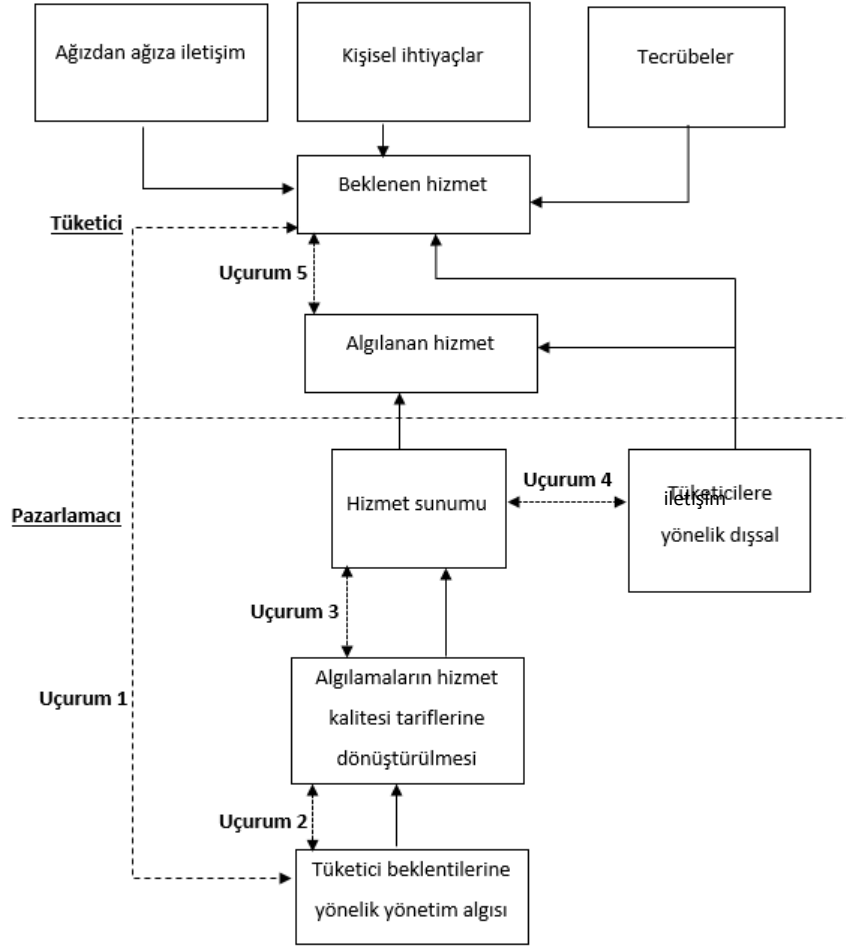 Ağızdan ağıza iletişim
Kişisel ihtiyaçlar
Tecrübeler
Beklenen hizmet
Tüketici
Uçurum 5
Algılanan hizmet
Uçurum 4
Hizmet sunumu
Tüketicilere
iletişim
yönelik dışsal
Pazarlamacı
Uçurum 3
Algılamaların hizmet
kalitesi tariflerine
dönüştürülmesi
Uçurum 1
Uçurum 2
Tüketici beklentilerine
yönelik yönetim algısı